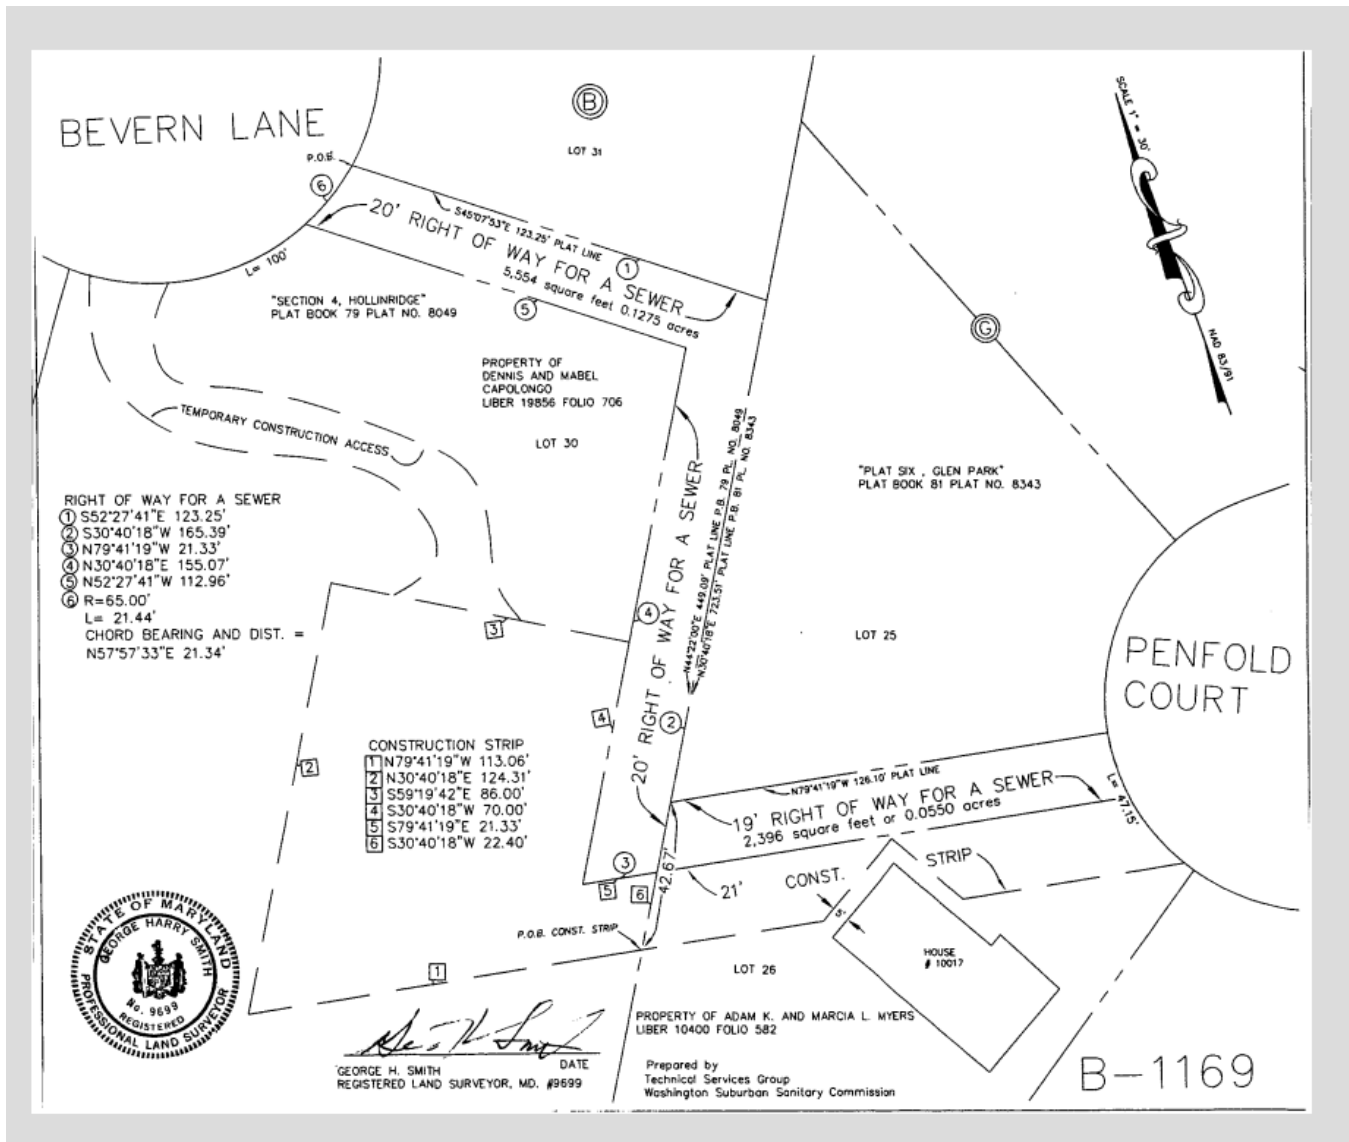 BEVERN LANE
P.O.B.
6
L= 100'
B
LOT 31
S45°07'53"E 123.25' PLAT LINE
1
20' RIGHT OF WAY FOR A SEWER
5,554 square feet 0.1275 acres
5
SCALE 1" = 30'
NAD 83/91
"SECTION 4, HOLLINRIDGE"
PLAT BOOK 79 PLAT NO. 8049
PROPERTY OF
DENNIS AND MABEL
CAPOLONGO
LIBER 19856 FOLIO 706
LOT 30
TEMPORARY CONSTRUCTION ACCESS
G
"PLAT SIX , GLEN PARK"
PLAT BOOK 81 PLAT NO. 8343
LOT 25
N44°22'00"E 449.09' PLAT LINE P.B. 79 PL. NO. 8049
N30°40'18"E 723.51' PLAT LINE P.B. 81 PL. NO. 8343
20' RIGHT OF WAY FOR A SEWER
4
2
RIGHT OF WAY FOR A SEWER
1 S52°27'41"E 123.25'
2 S30°40'18"W 165.39'
3 N79°41'19"W 21.33'
4 N30°40'18"E 155.07'
5 N52°27'41"W 112.96'
6 R=65.00'
L= 21.44'
CHORD BEARING AND DIST. =
N57°57'33"E 21.34'
3
4
2
PENFOLD
COURT
L= 47.15'
CONSTRUCTION STRIP
1 N79°41'19"W 113.06'
2 N30°40'18"E 124.31'
3 S59°19'42"E 86.00'
4 S30°40'18"W 70.00'
5 S79°41'19"E 21.33'
6 S30°40'18"W 22.40'
N79°41'19"W 126.10' PLAT LINE
19' RIGHT OF WAY FOR A SEWER
2,396 square feet or 0.0550 acres
3
5
6
42.67'
21'
CONST.
STRIP
5'
P.O.B. CONST. STRIP
1
LOT 26
HOUSE
# 10017
STATE OF MARYLAND
GEORGE HARRY SMITH
No. 9699
REGISTERED
PROFESSIONAL LAND SURVEYOR
DATE
GEORGE H. SMITH
REGISTERED LAND SURVEYOR, MD. #9699
PROPERTY OF ADAM K. AND MARCIA L. MYERS
LIBER 10400 FOLIO 582
Prepared by
Technical Services Group
Washington Suburban Sanitary Commission
B-1169